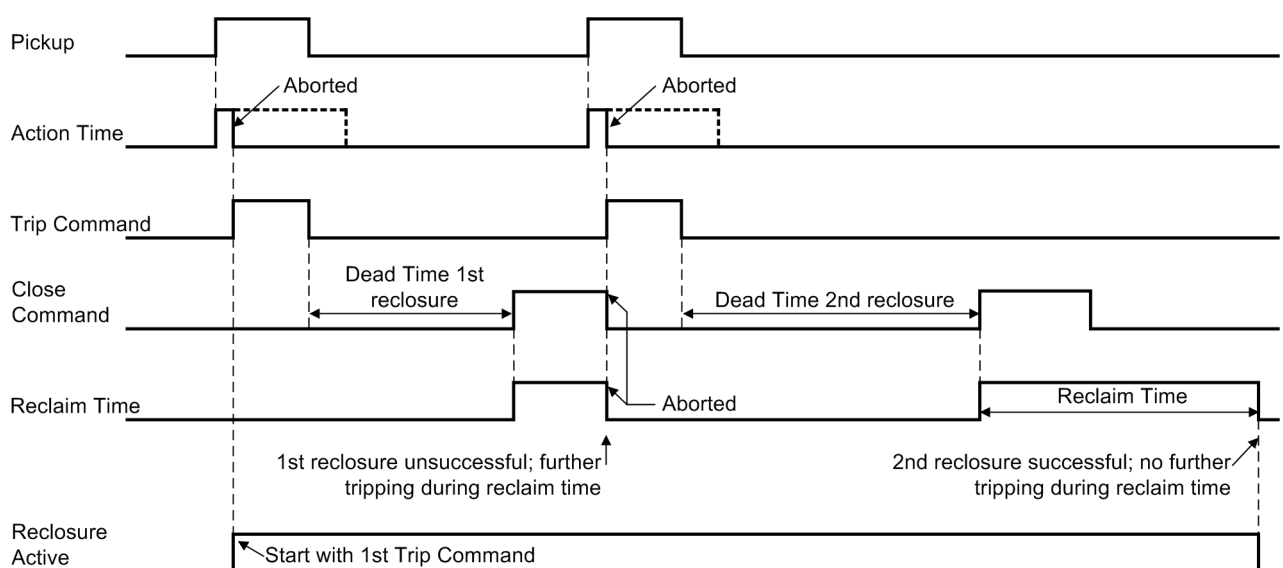 Pickup
Aborted
Aborted
Action Time
Trip Command
Dead Time 1st
reclosure
Dead Time 2nd reclosure
Close
Command
Reclaim Time
Aborted
Reclaim Time
1st reclosure unsuccessful; further
tripping during reclaim time
2nd reclosure successful; no further
tripping during reclaim time
Reclosure
Active
Start with 1st Trip Command